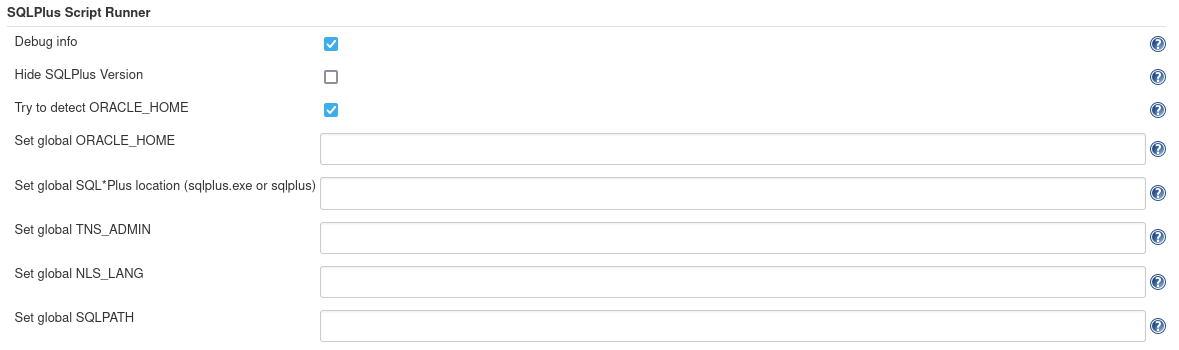 SQLPlus Script Runner
Debug info
Hide SQLPlus Version
Try to detect ORACLE_HOME
Set global ORACLE_HOME
Set global SQL*Plus location (sqlplus.exe or sqlplus)
Set global TNS_ADMIN
Set global NLS_LANG
Set global SQLPATH